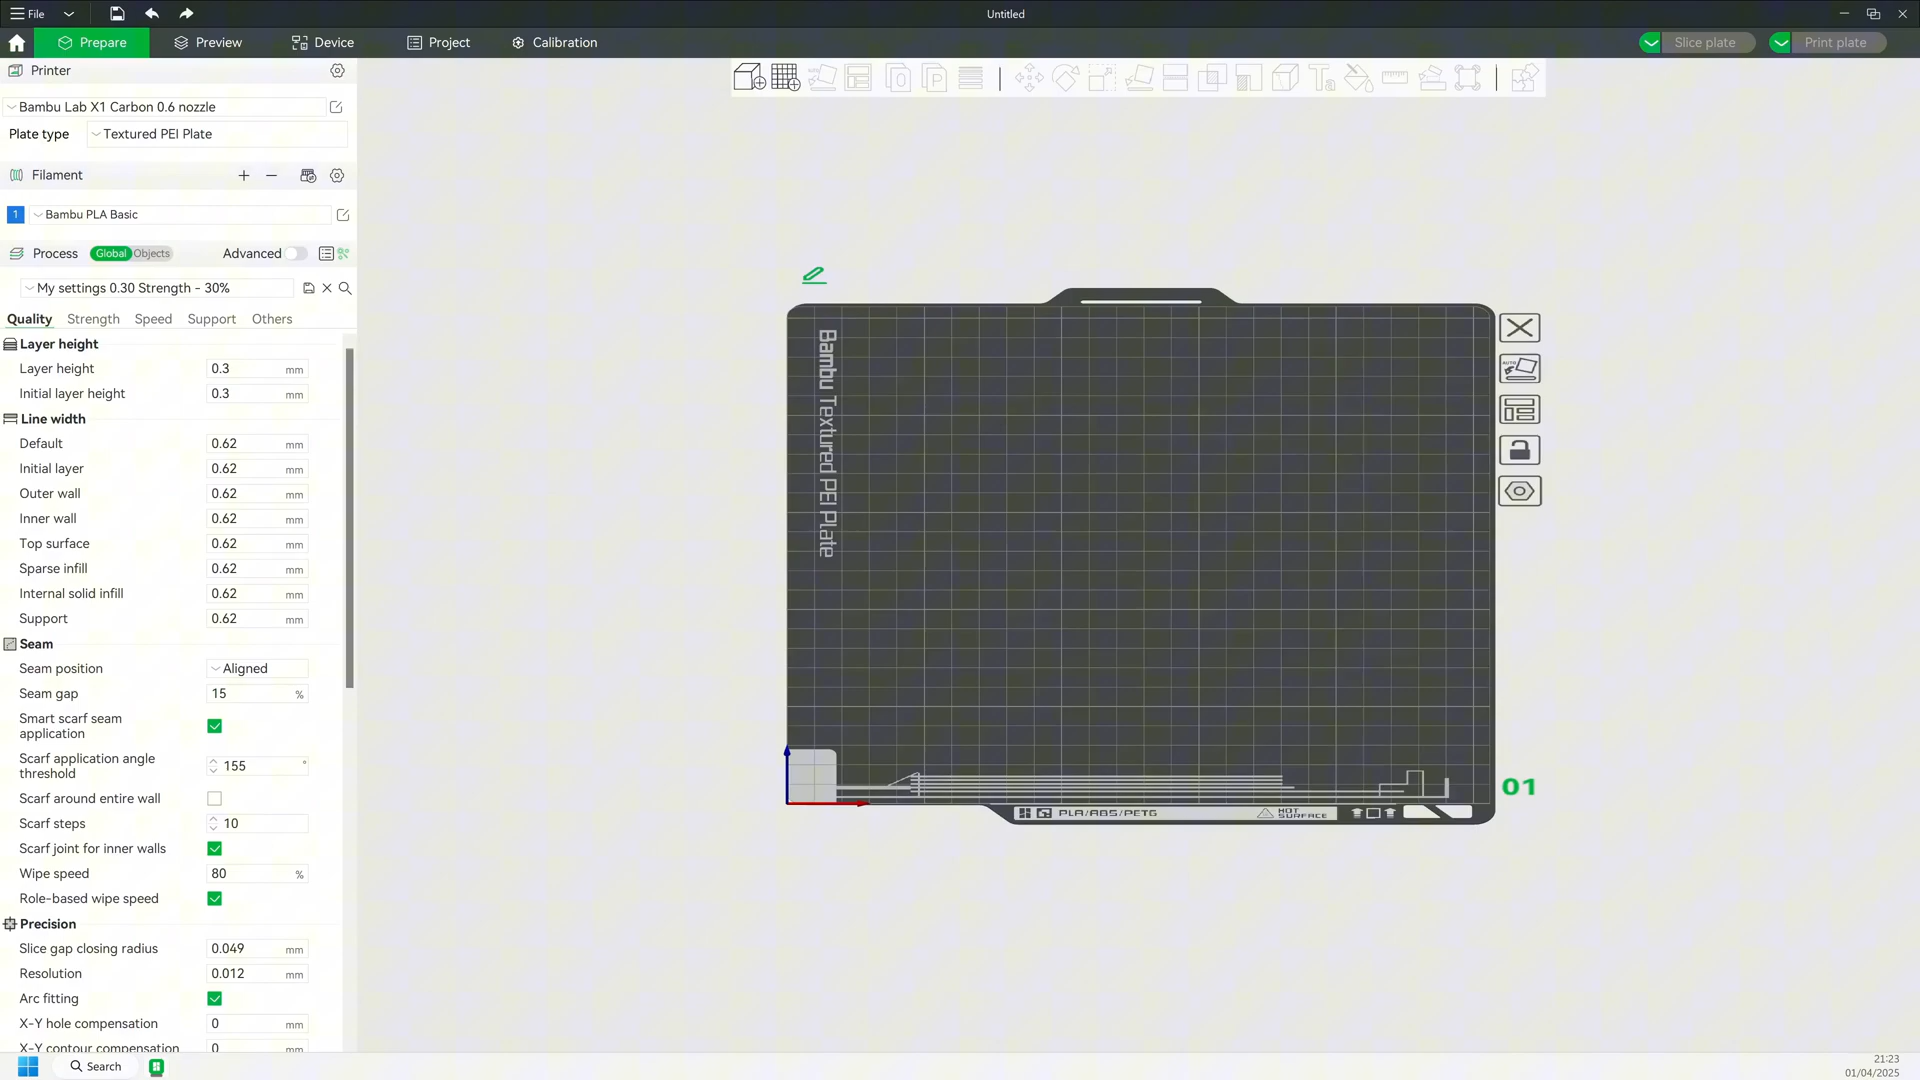 File
Untitled
Prepare
Preview
Device
Project
Calibration
Slice plate
Print plate
Printer
Bambu Lab X1 Carbon 0.6 nozzle
Plate type
Textured PEI Plate
Filament
1
Bambu PLA Basic
Process
Global
Objects
Advanced
My settings 0.30 Strength - 30%
Quality
Strength
Speed
Support
Others
Layer height
Layer height 0.3 mm
Initial layer height 0.3 mm
Line width
Default 0.62 mm
Initial layer 0.62 mm
Outer wall 0.62 mm
Inner wall 0.62 mm
Top surface 0.62 mm
Sparse infill 0.62 mm
Internal solid infill 0.62 mm
Support 0.62 mm
Seam
Seam position Aligned
Seam gap 15 %
Smart scarf seam
application
Scarf application angle
threshold 155 °
Scarf around entire wall
Scarf steps 10
Scarf joint for inner walls
Wipe speed 80 %
Role-based wipe speed
Precision
Slice gap closing radius 0.049 mm
Resolution 0.012 mm
Arc fitting
X-Y hole compensation 0 mm
X-Y contour compensation 0 mm
Bambu Textured PEI Plate
AUTO
01
PLA/ABS/PETG
HOT
SURFACE
Search
21:23
01/04/2025